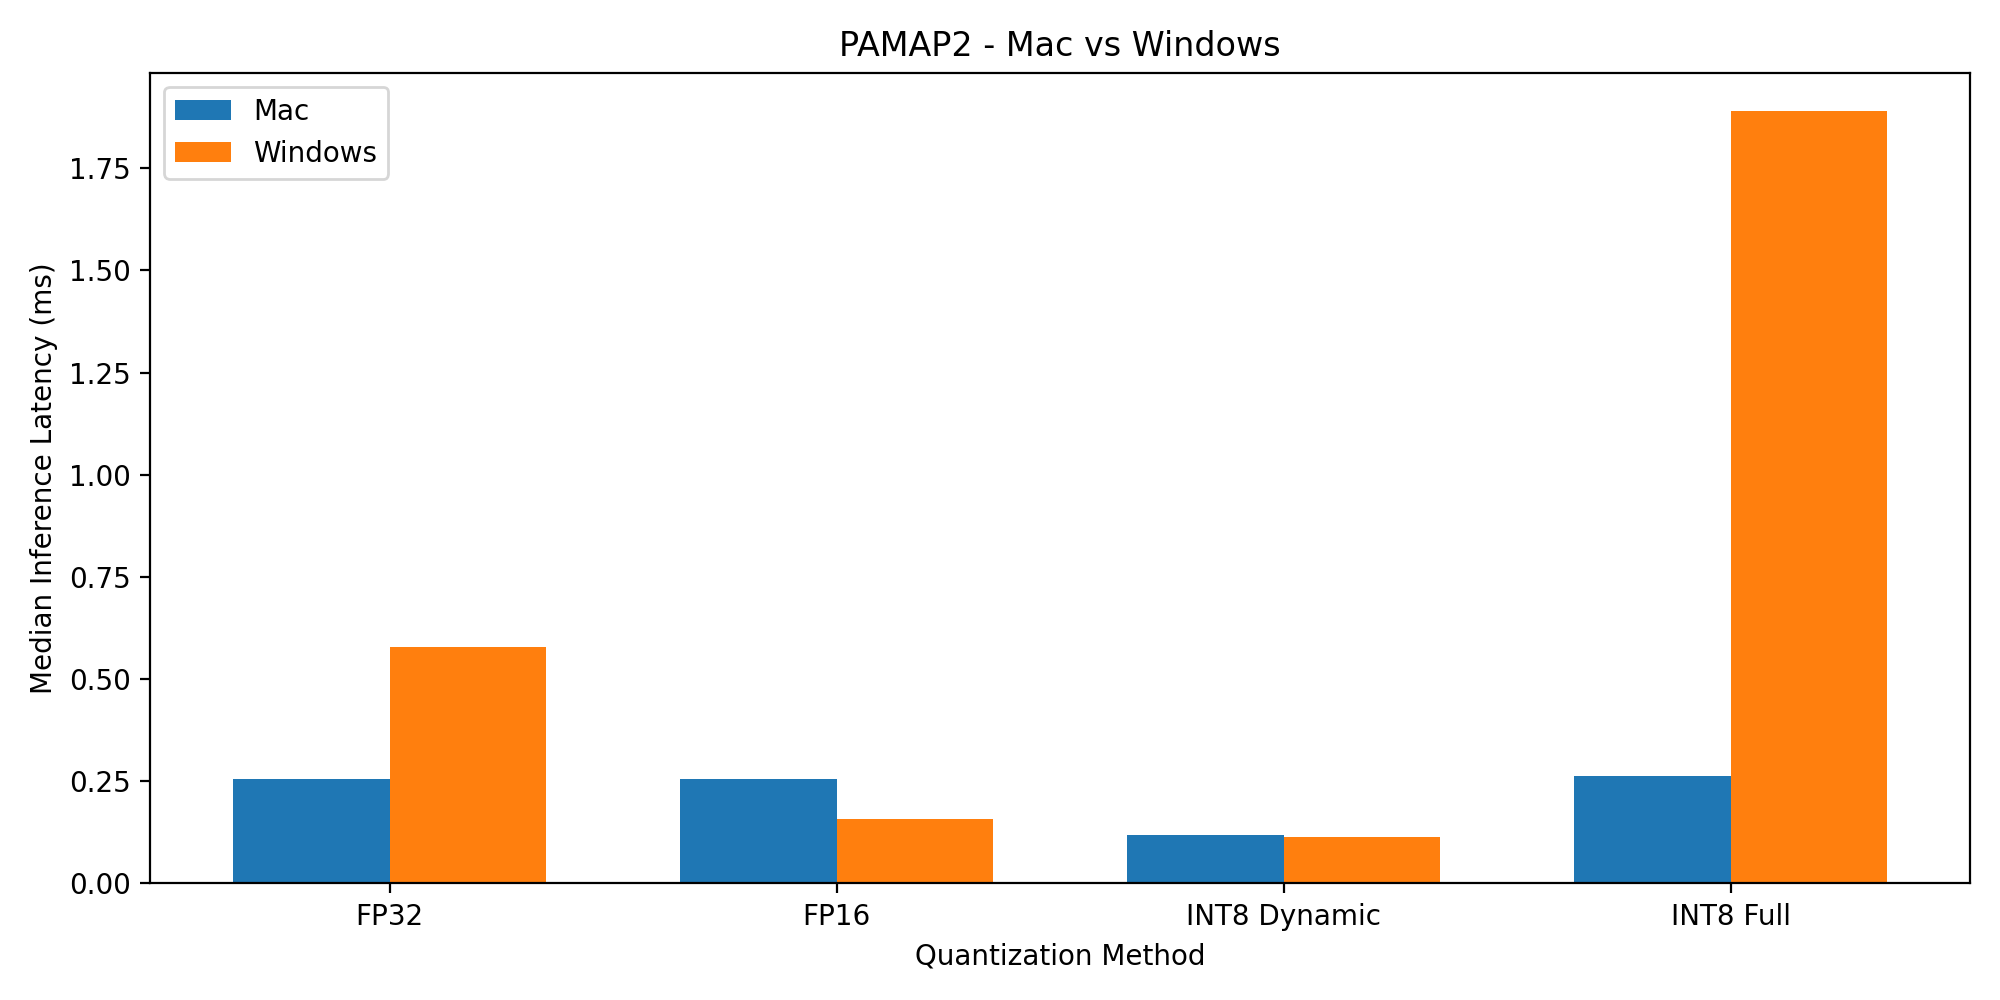 PAMAP2 - Mac vs Windows
Mac
Windows
Median Inference Latency (ms)
1.75
1.50
1.25
1.00
0.75
0.50
0.25
0.00
FP32
FP16
INT8 Dynamic
INT8 Full
Quantization Method